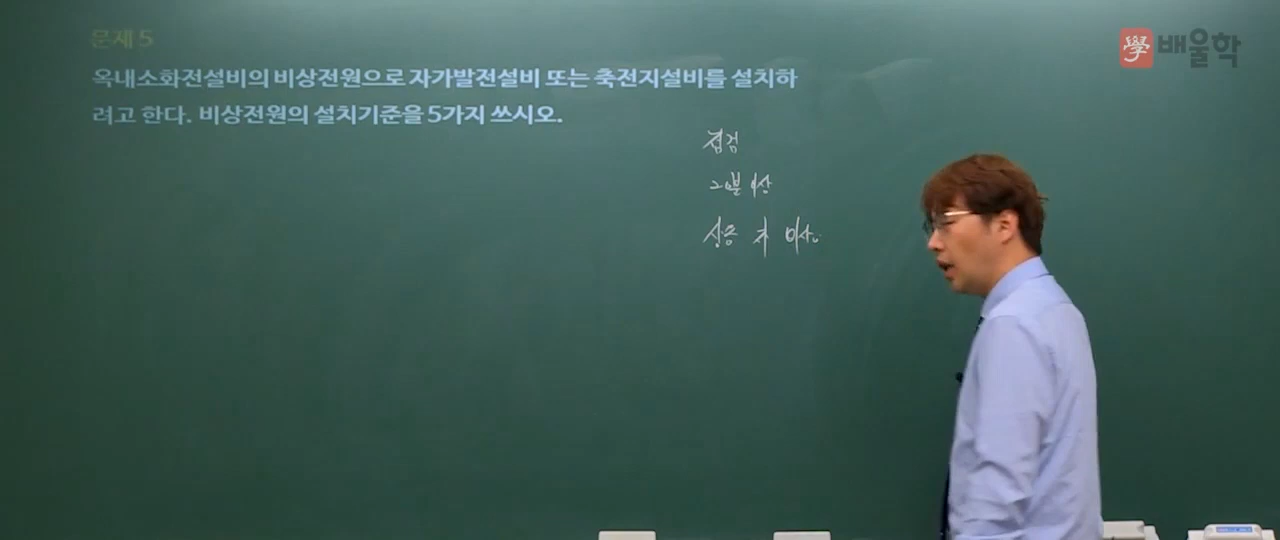 문제 5
學 배울학
옥내소화전설비의 비상전원으로 자가발전설비 또는 축전지설비를 설치하
려고 한다. 비상전원의 설치기준을 5가지 쓰시오.
점검
20분 이상
상용